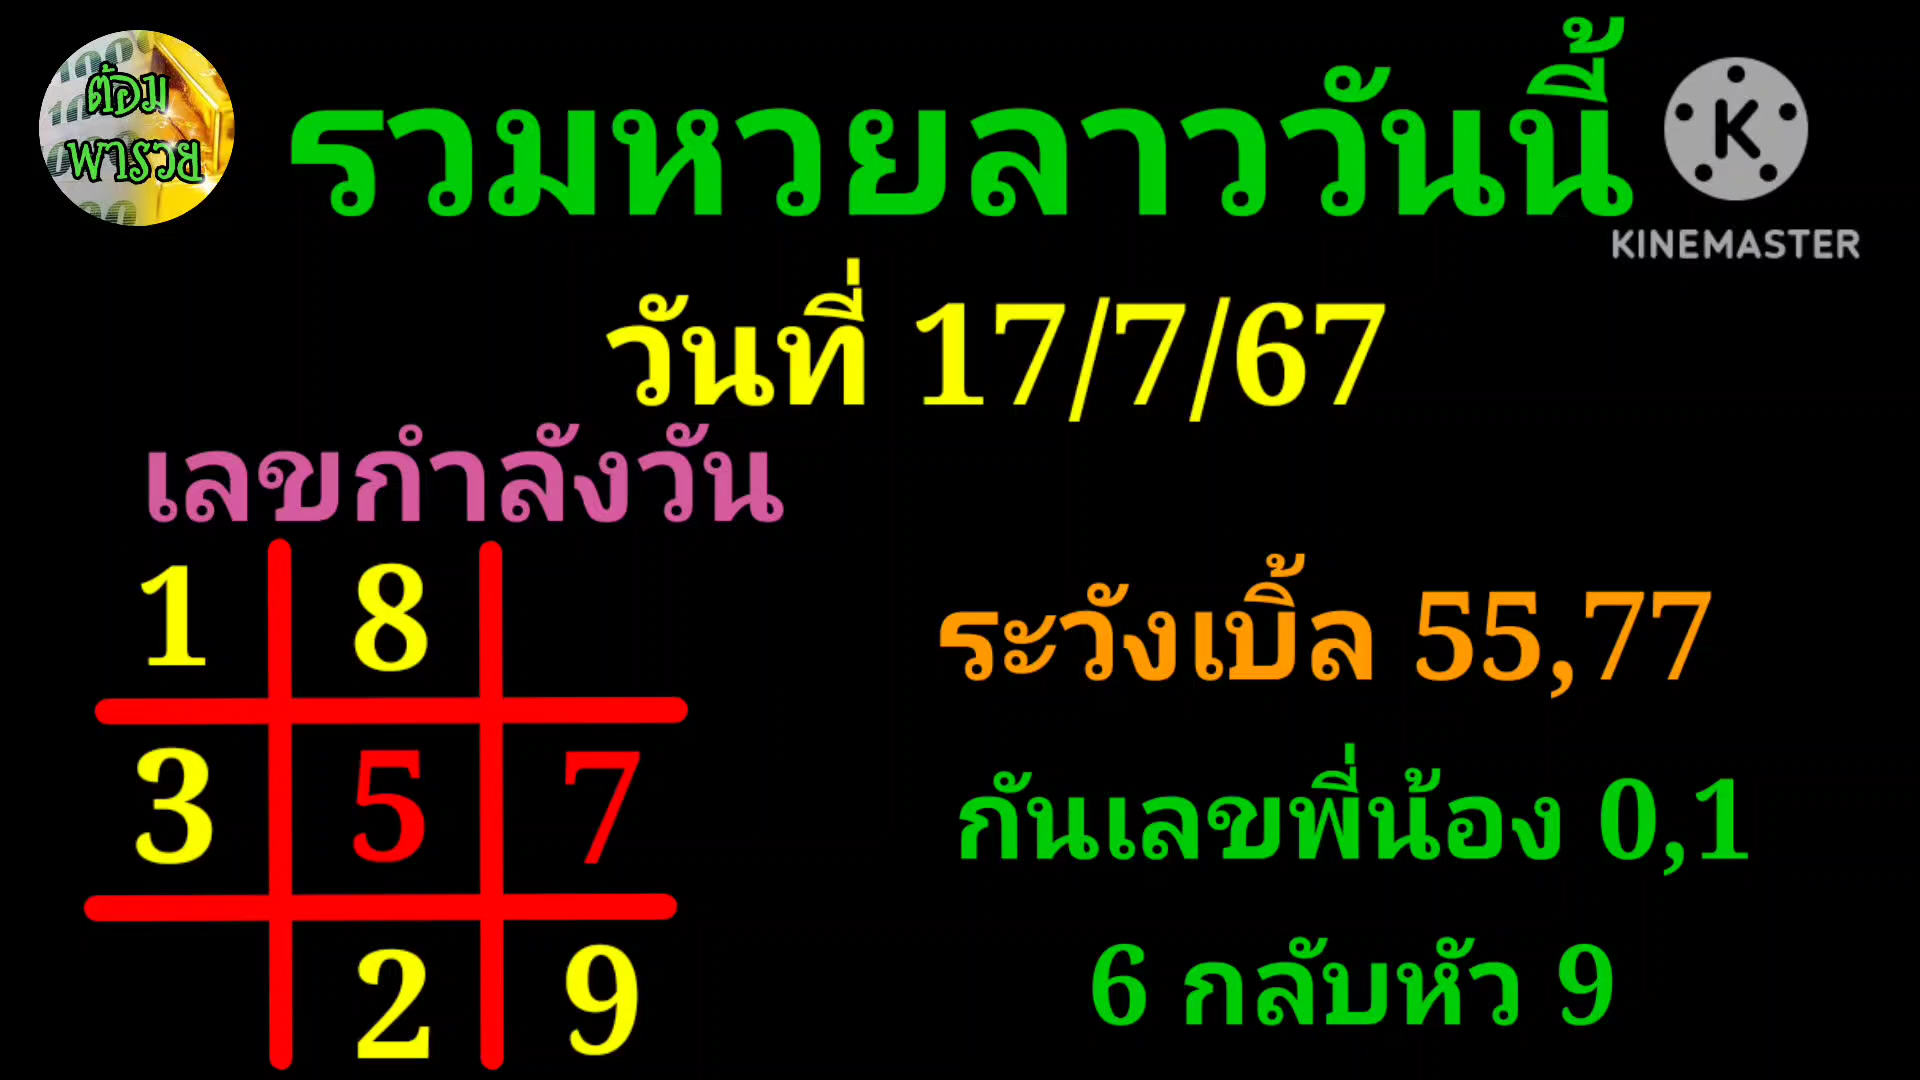 ต้อม
พารวย
รวมหวยลาววันนี้
KINEMASTER
วันที่ 17/7/67
เลขกำลังวัน
1 8
3 5 7
2 9
ระวังเบิ้ล 55,77
กันเลขพี่น้อง 0,1
6 กลับหัว 9